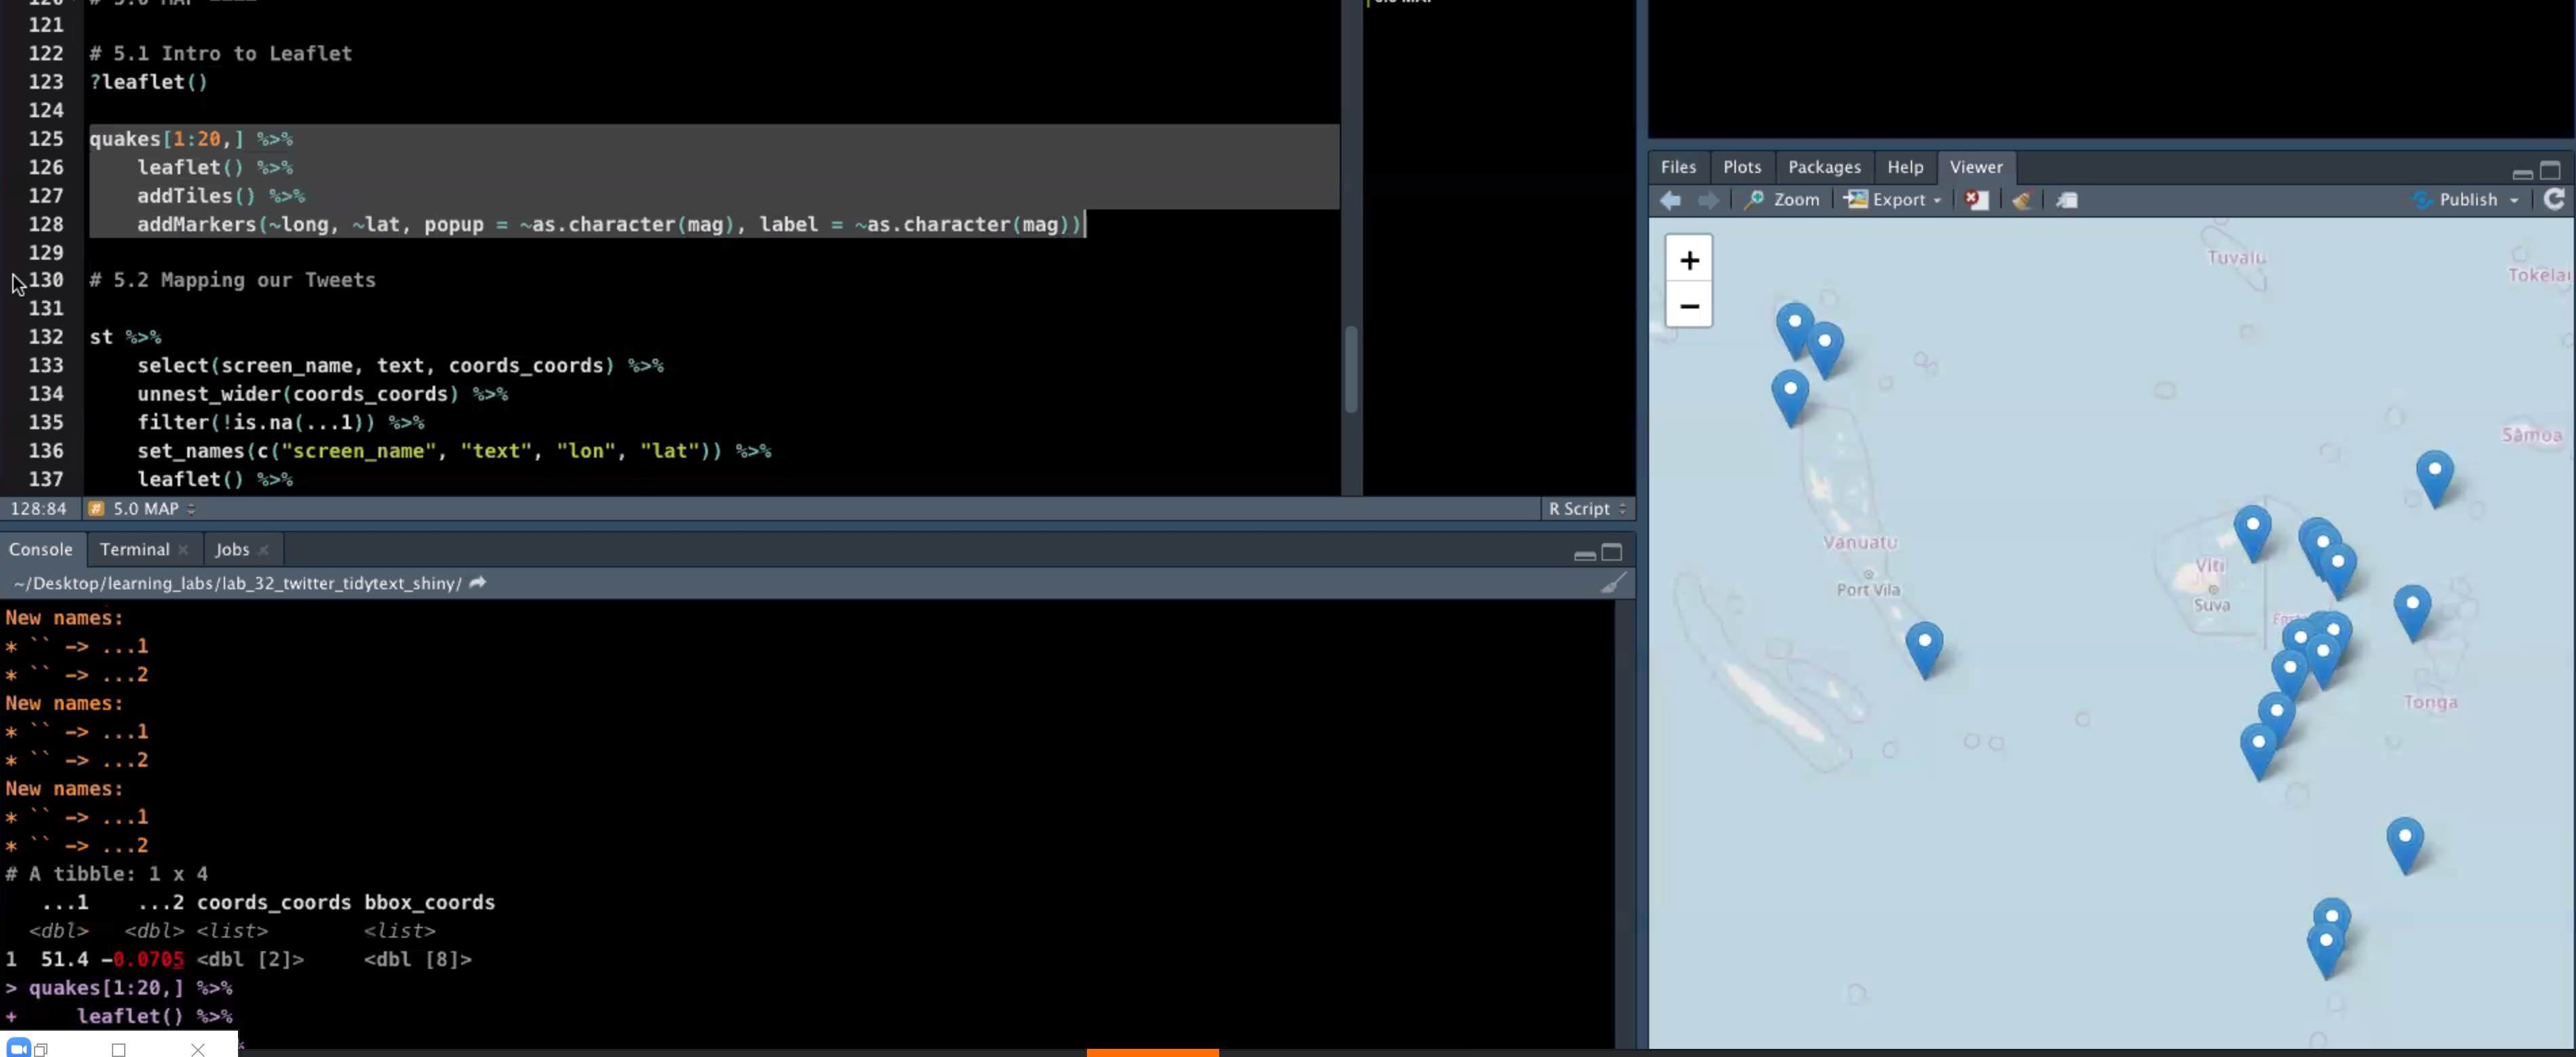 121
122 # 5.1 Intro to Leaflet
123 ?leaflet()
124
125 quakes[1:20,] %>%
126 leaflet() %>%
127 addTiles() %>%
128 addMarkers(~long, ~lat, popup = ~as.character(mag), label = ~as.character(mag))
129
130 # 5.2 Mapping our Tweets
131
132 st %>%
133 select(screen_name, text, coords_coords) %>%
134 unnest_wider(coords_coords) %>%
135 filter(!is.na(...1)) %>%
136 set_names(c("screen_name", "text", "lon", "lat")) %>%
137 leaflet() %>%
128:84 # 5.0 MAP R Script
Console Terminal Jobs
~/Desktop/learning_labs/lab_32_twitter_tidytext_shiny/
New names:
* `` -> ...1
* `` -> ...2
New names:
* `` -> ...1
* `` -> ...2
New names:
* `` -> ...1
* `` -> ...2
# A tibble: 1 x 4
...1 ...2 coords_coords bbox_coords
<dbl> <dbl> <list> <list>
1 51.4 -0.0705 <dbl [2]> <dbl [8]>
> quakes[1:20,] %>%
+ leaflet() %>%
Files Plots Packages Help Viewer
Zoom Export Publish
+
−
Tuvalu
Tokelau
Sāmoa
Vanuatu
Port Vila
Viti
Suva
Tonga